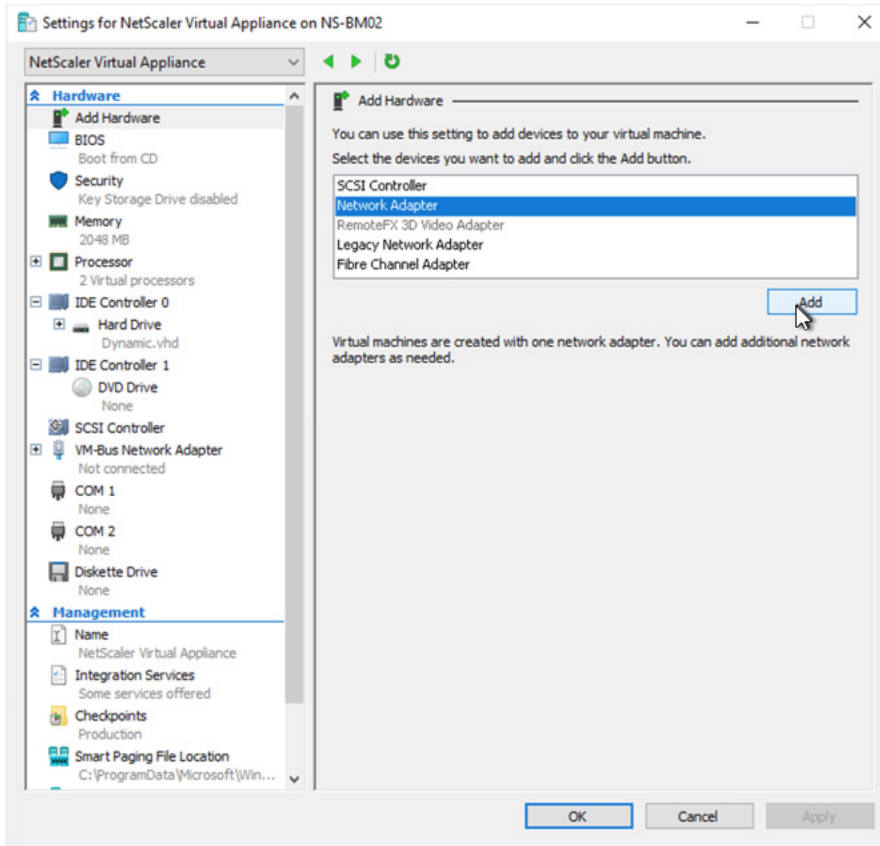 Settings for NetScaler Virtual Appliance on NS-BM02
NetScaler Virtual Appliance
Hardware
Add Hardware
BIOS
Boot from CD
Security
Key Storage Drive disabled
Memory
2048 MB
Processor
2 Virtual processors
IDE Controller 0
Hard Drive
Dynamic.vhd
IDE Controller 1
DVD Drive
None
SCSI Controller
VM-Bus Network Adapter
Not connected
COM 1
None
COM 2
None
Diskette Drive
None
Management
Name
NetScaler Virtual Appliance
Integration Services
Some services offered
Checkpoints
Production
Smart Paging File Location
C:\ProgramData\Microsoft\Win...
Add Hardware
You can use this setting to add devices to your virtual machine.
Select the devices you want to add and click the Add button.
SCSI Controller
Network Adapter
RemoteFX 3D Video Adapter
Legacy Network Adapter
Fibre Channel Adapter
Add
Virtual machines are created with one network adapter. You can add additional network
adapters as needed.
OK
Cancel
Apply